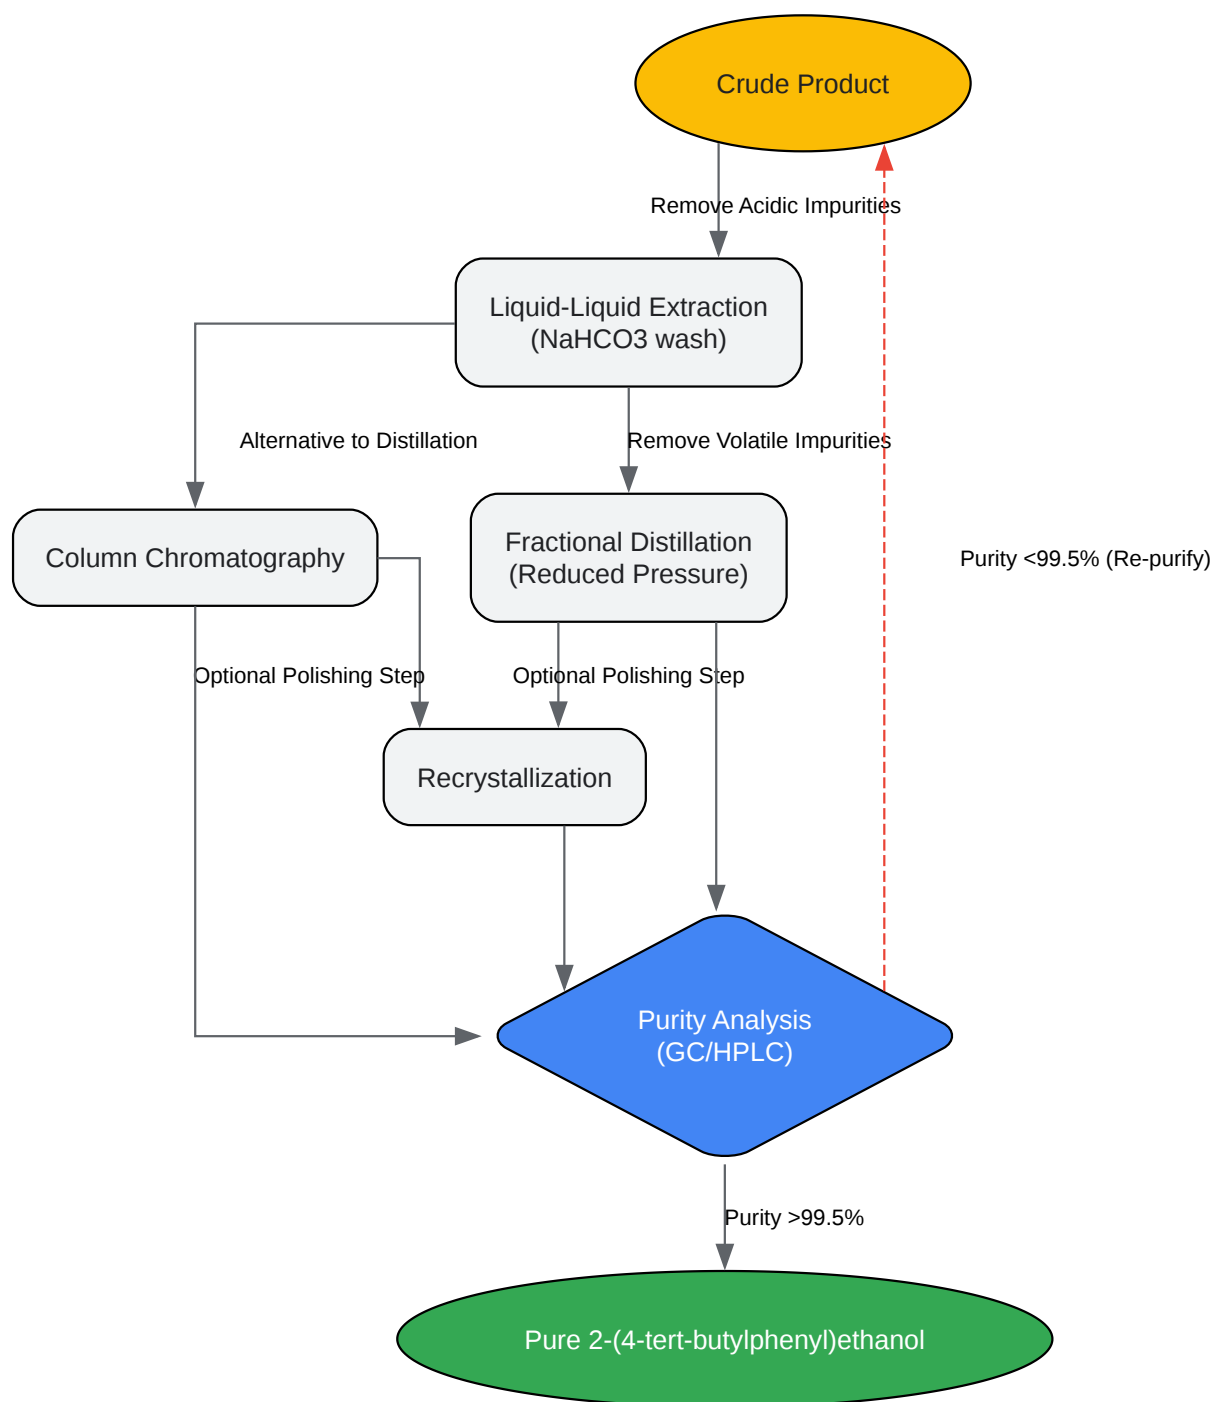 Crude Product
Remove Acidic Impurities
Liquid-Liquid Extraction
(NaHCO3 wash)
Alternative to Distillation
Remove Volatile Impurities
Column Chromatography
Fractional Distillation
(Reduced Pressure)
Purity <99.5% (Re-purify)
Optional Polishing Step
Optional Polishing Step
Recrystallization
Purity Analysis
(GC/HPLC)
Purity >99.5%
Pure 2-(4-tert-butylphenyl)ethanol